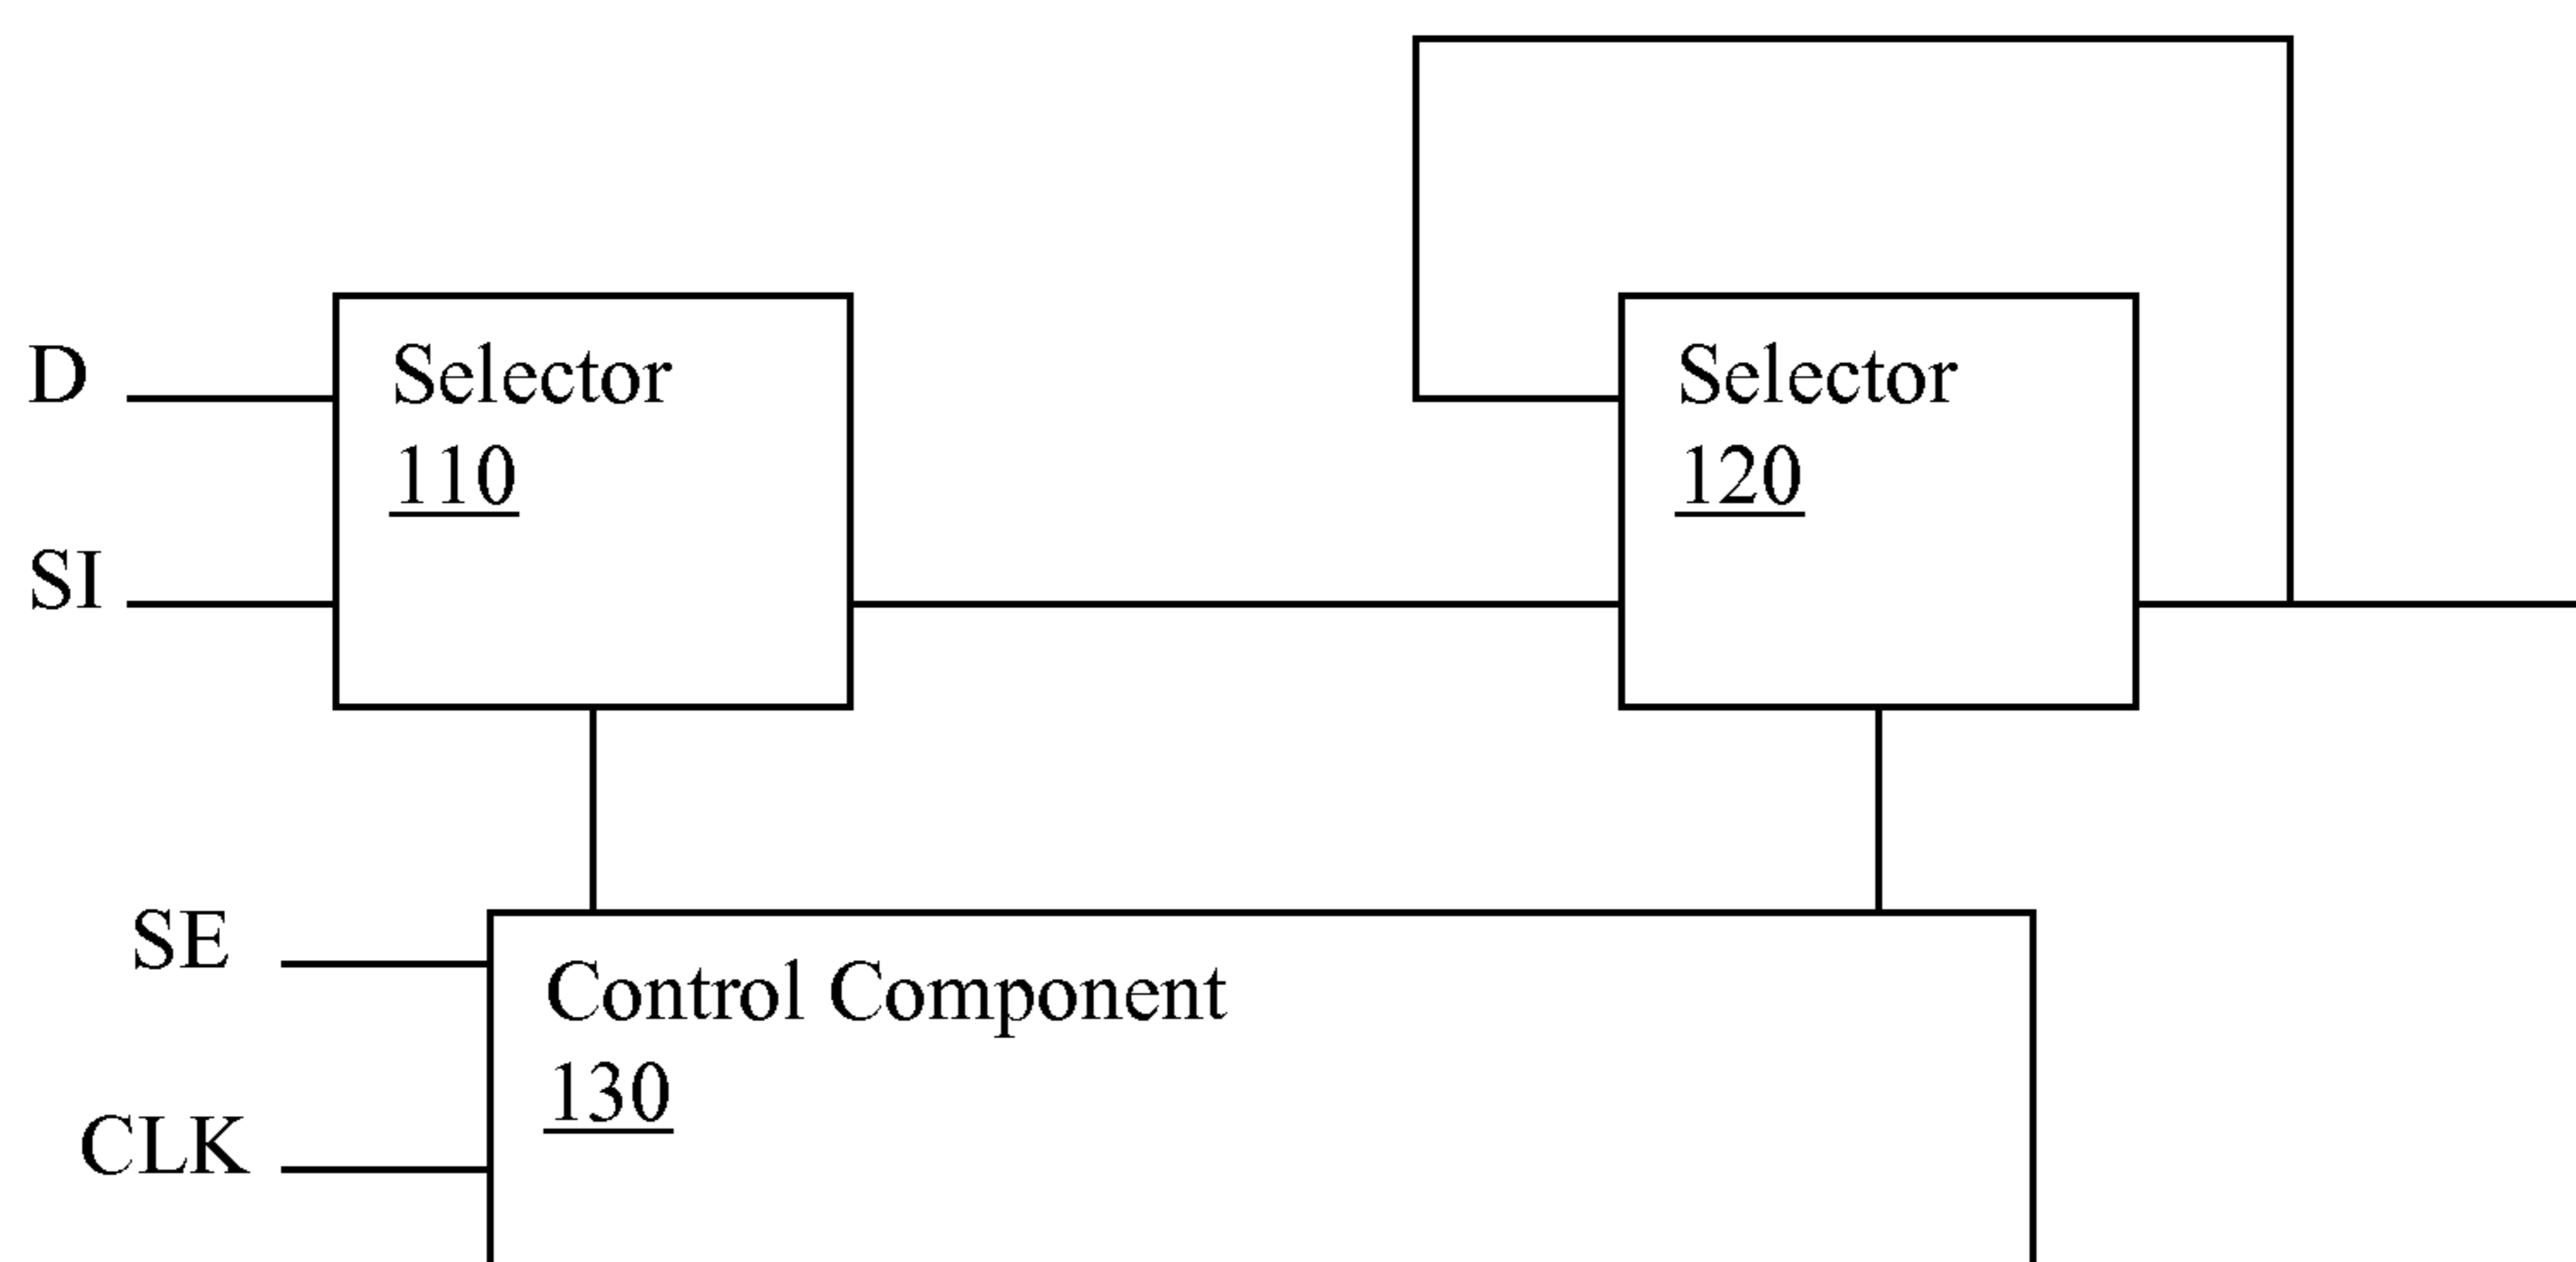 D
Selector
110
SI
Selector
120
SE
Control Component
130
CLK